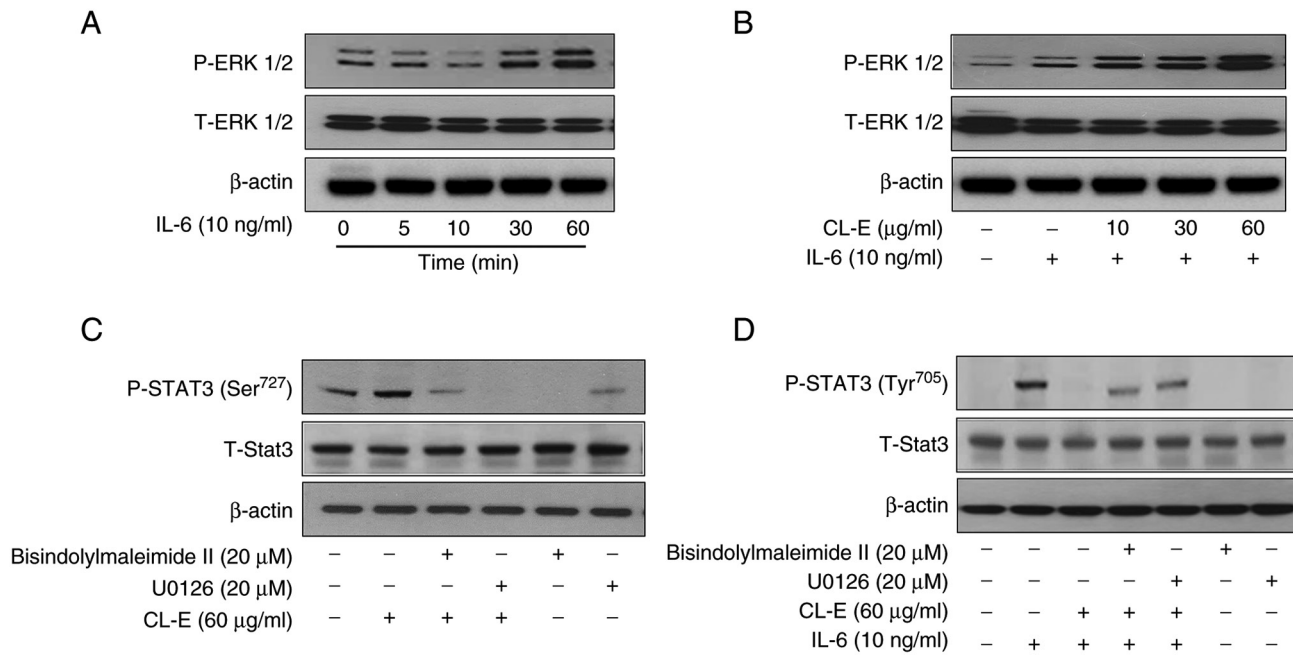 A
P-ERK 1/2
T-ERK 1/2
β-actin
IL-6 (10 ng/ml) 0 5 10 30 60
Time (min)
B
P-ERK 1/2
T-ERK 1/2
β-actin
CL-E (μg/ml) – – 10 30 60
IL-6 (10 ng/ml) – + + + +
C
P-STAT3 (Ser727)
T-Stat3
β-actin
Bisindolylmaleimide II (20 μM) – – + – + –
U0126 (20 μM) – – – + – +
CL-E (60 μg/ml) – + + + – –
D
P-STAT3 (Tyr705)
T-Stat3
β-actin
Bisindolylmaleimide II (20 μM) – – – + – + –
U0126 (20 μM) – – – – + – +
CL-E (60 μg/ml) – – + + + – –
IL-6 (10 ng/ml) – + + + + – –